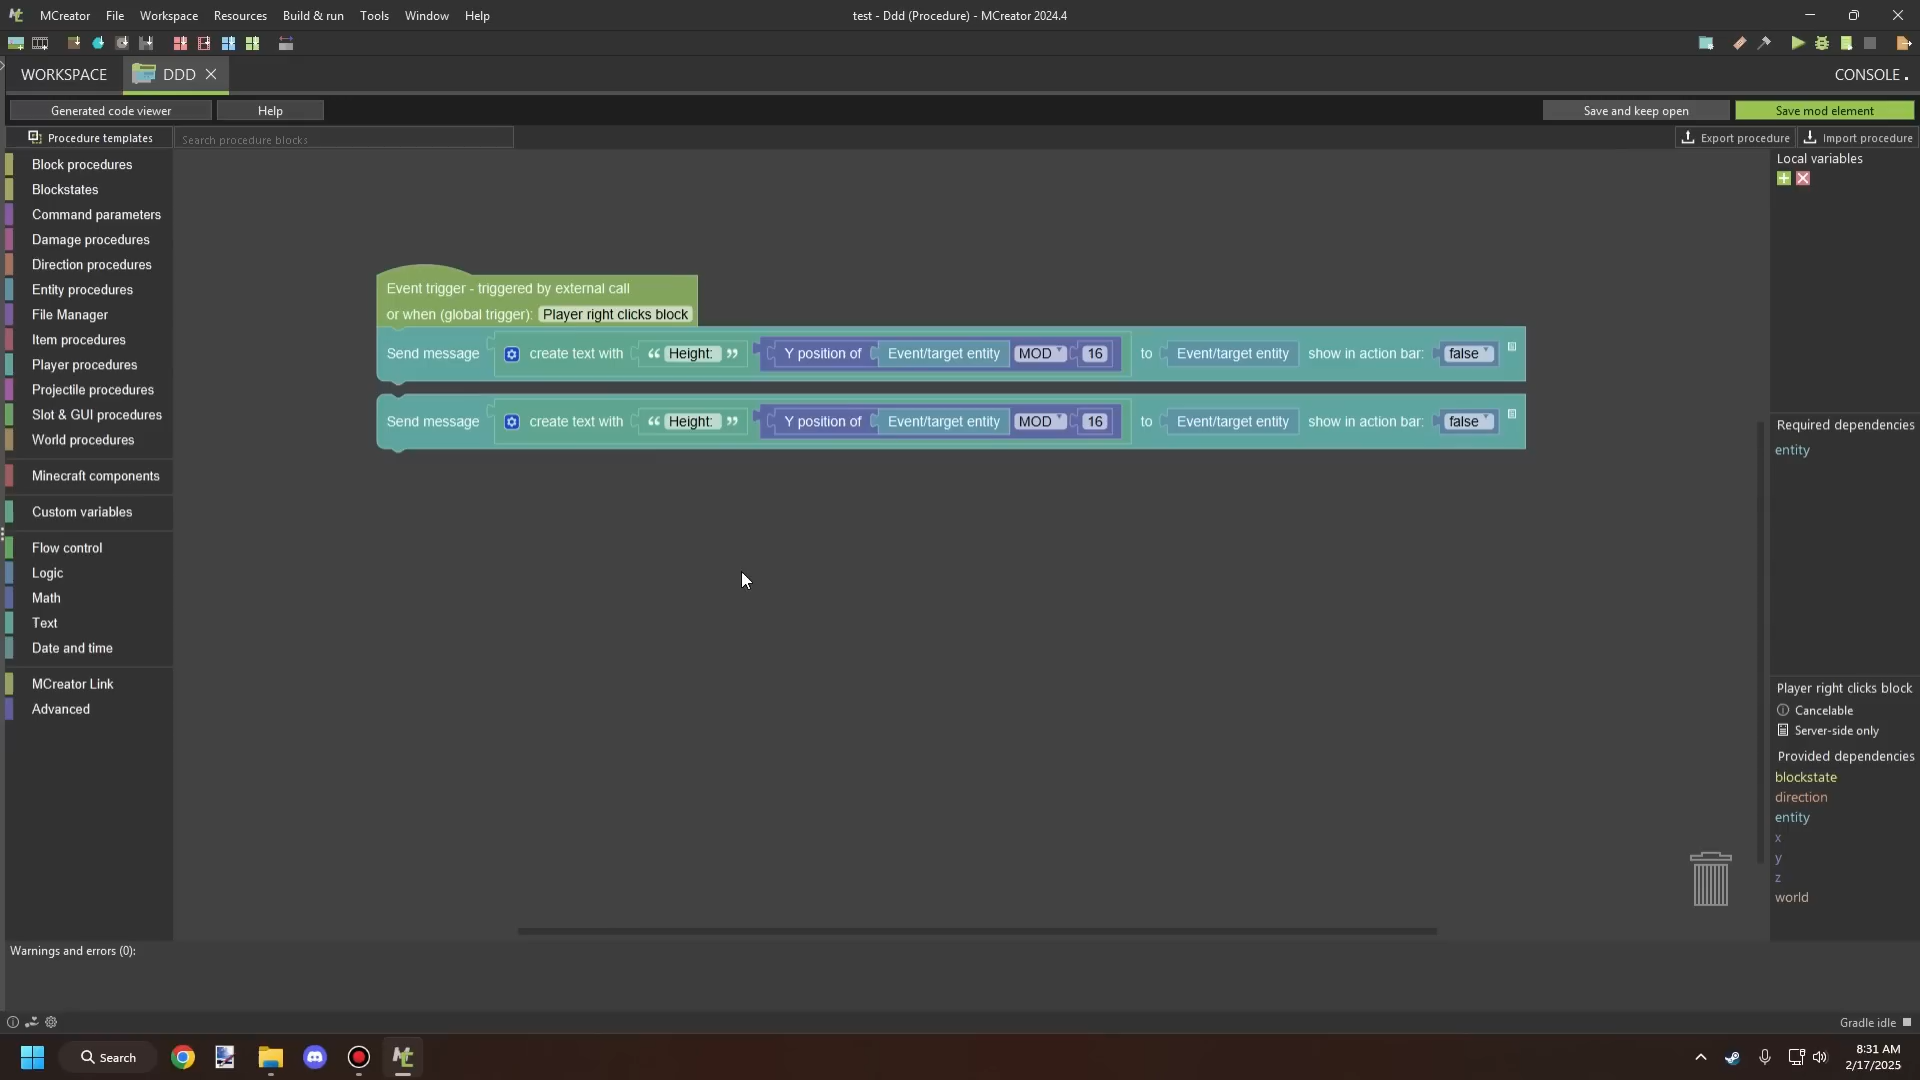 MCreator File Workspace Resources Build & run Tools Window Help
test - Ddd (Procedure) - MCreator 2024.4
WORKSPACE DDD CONSOLE
Generated code viewer Help Save and keep open Save mod element
Procedure templates Search procedure blocks Export procedure Import procedure
Block procedures
Blockstates
Command parameters
Damage procedures
Direction procedures
Entity procedures
File Manager
Item procedures
Player procedures
Projectile procedures
Slot & GUI procedures
World procedures
Minecraft components
Custom variables
Flow control
Logic
Math
Text
Date and time
MCreator Link
Advanced
Event trigger - triggered by external call
or when (global trigger): Player right clicks block
Send message create text with “ Height: ” Y position of Event/target entity MOD 16 to Event/target entity show in action bar: false
Send message create text with “ Height: ” Y position of Event/target entity MOD 16 to Event/target entity show in action bar: false
Local variables
Required dependencies
entity
Player right clicks block
Cancelable
Server-side only
Provided dependencies
blockstate
direction
entity
x
y
z
world
Warnings and errors (0):
Gradle idle
Search
8:31 AM
2/17/2025